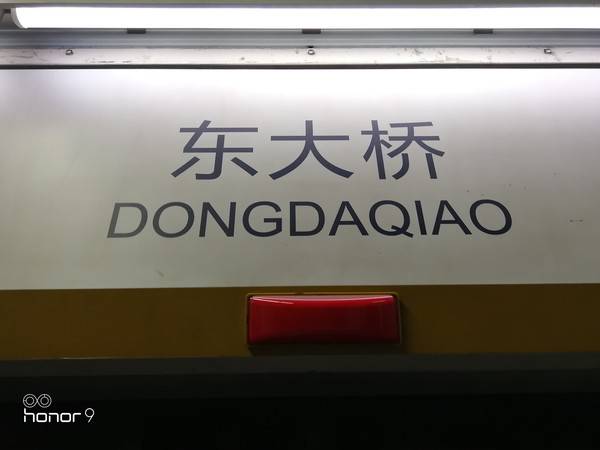 东大桥
DONGDAQIAO
honor 9